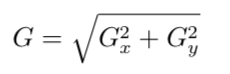 $G = \sqrt{G_x^2 + G_y^2}$